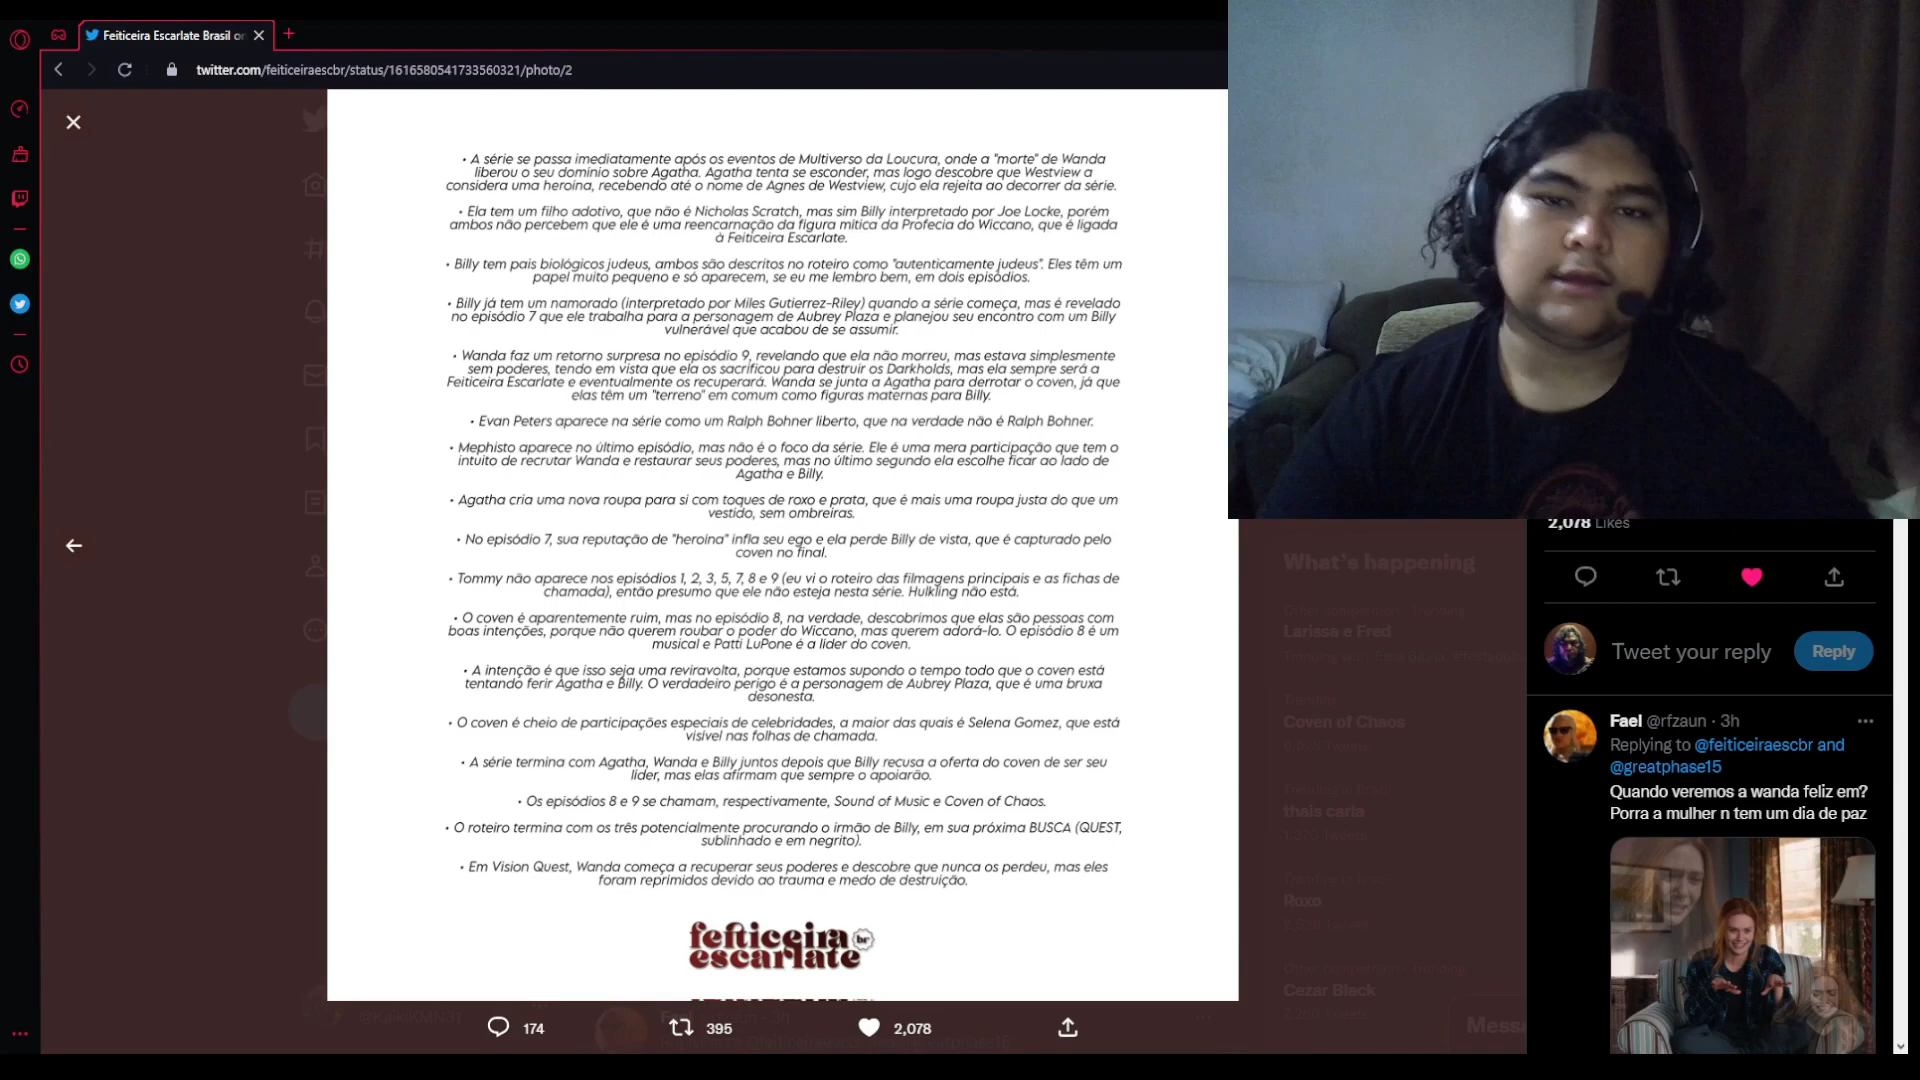 Feiticeira Escarlate Brasil on
twitter.com/feiticeiraescbr/status/1616580541733560321/photo/2
• A série se passa imediatamente após os eventos de Multiverso da Loucura, onde a "morte" de Wanda
liberou o seu domínio sobre Agatha. Agatha tenta se esconder, mas logo descobre que Westview a
considera uma heroína, recebendo até o nome de Agnes de Westview, cujo ela rejeita ao decorrer da série.
• Ela tem um filho adotivo, que não é Nicholas Scratch, mas sim Billy interpretado por Joe Locke, porém
ambos não percebem que ele é uma reencarnação da figura mítica da Profecia do Wiccano, que é ligada
à Feiticeira Escarlate.
• Billy tem pais biológicos judeus, ambos são descritos no roteiro como "autenticamente judeus". Eles têm um
papel muito pequeno e só aparecem, se eu me lembro bem, em dois episódios.
• Billy já tem um namorado (interpretado por Miles Gutierrez-Riley) quando a série começa, mas é revelado
no episódio 7 que ele trabalha para a personagem de Aubrey Plaza e planejou seu encontro com um Billy
vulnerável que acabou de se assumir.
• Wanda faz um retorno surpresa no episódio 9, revelando que ela não morreu, mas estava simplesmente
sem poderes, tendo em vista que ela os sacrificou para destruir os Darkholds, mas ela sempre será a
Feiticeira Escarlate e eventualmente os recuperará. Wanda se junta a Agatha para derrotar o coven, já que
elas têm um "terreno" em comum como figuras maternas para Billy.
• Evan Peters aparece na série como um Ralph Bohner liberto, que na verdade não é Ralph Bohner.
• Mephisto aparece no último episódio, mas não é o foco da série. Ele é uma mera participação que tem o
intuito de recrutar Wanda e restaurar seus poderes, mas no último segundo ela escolhe ficar ao lado de
Agatha e Billy.
• Agatha cria uma nova roupa para si com toques de roxo e prata, que é mais uma roupa justa do que um
vestido, sem ombreiras.
• No episódio 7, sua reputação de "heroína" infla seu ego e ela perde Billy de vista, que é capturado pelo
coven no final.
• Tommy não aparece nos episódios 1, 2, 3, 5, 7, 8 e 9 (eu vi o roteiro das filmagens principais e as fichas de
chamada), então presumo que ele não esteja nesta série. Hulkling não está.
• O coven é aparentemente ruim, mas no episódio 8, na verdade, descobrimos que elas são pessoas com
boas intenções, porque não querem roubar o poder do Wiccano, mas querem adorá-lo. O episódio 8 é um
musical e Patti LuPone é a líder do coven.
• A intenção é que isso seja uma reviravolta, porque estamos supondo o tempo todo que o coven está
tentando ferir Agatha e Billy. O verdadeiro perigo é a personagem de Aubrey Plaza, que é uma bruxa
desonesta.
• O coven é cheio de participações especiais de celebridades, a maior das quais é Selena Gomez, que está
visível nas folhas de chamada.
• A série termina com Agatha, Wanda e Billy juntos depois que Billy recusa a oferta do coven de ser seu
líder, mas elas afirmam que sempre o apoiarão.
• Os episódios 8 e 9 se chamam, respectivamente, Sound of Music e Coven of Chaos.
• O roteiro termina com os três potencialmente procurando o irmão de Billy, em sua próxima BUSCA (QUEST,
sublinhado e em negrito).
• Em Vision Quest, Wanda começa a recuperar seus poderes e descobre que nunca os perdeu, mas eles
foram reprimidos devido ao trauma e medo de destruição.
feiticeira br
escarlate
174 395 2,078
What's happening
Larissa e Fred
Coven of Chaos
thais carla
Roxo
Cezar Black
2,078 Likes
Tweet your reply
Reply
Fael @rfzaun · 3h
Replying to @feiticeiraescbr and
@greatphase15
Quando veremos a wanda feliz em?
Porra a mulher n tem um dia de paz